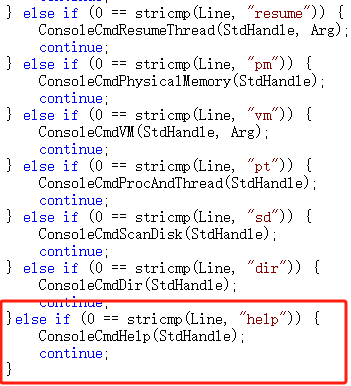 continue;
} else if (0 == stricmp(Line, "resume")) {
ConsoleCmdResumeThread(StdHandle, Arg);
continue;
} else if (0 == stricmp(Line, "pm")) {
ConsoleCmdPhysicalMemory(StdHandle);
continue;
} else if (0 == stricmp(Line, "vm")) {
ConsoleCmdVM(StdHandle, Arg);
continue;
} else if (0 == stricmp(Line, "pt")) {
ConsoleCmdProcAndThread(StdHandle);
continue;
} else if (0 == stricmp(Line, "sd")) {
ConsoleCmdScanDisk(StdHandle);
continue;
} else if (0 == stricmp(Line, "dir")) {
ConsoleCmdDir(StdHandle);
continue;
}else if (0 == stricmp(Line, "help")) {
ConsoleCmdHelp(StdHandle);
continue;
}